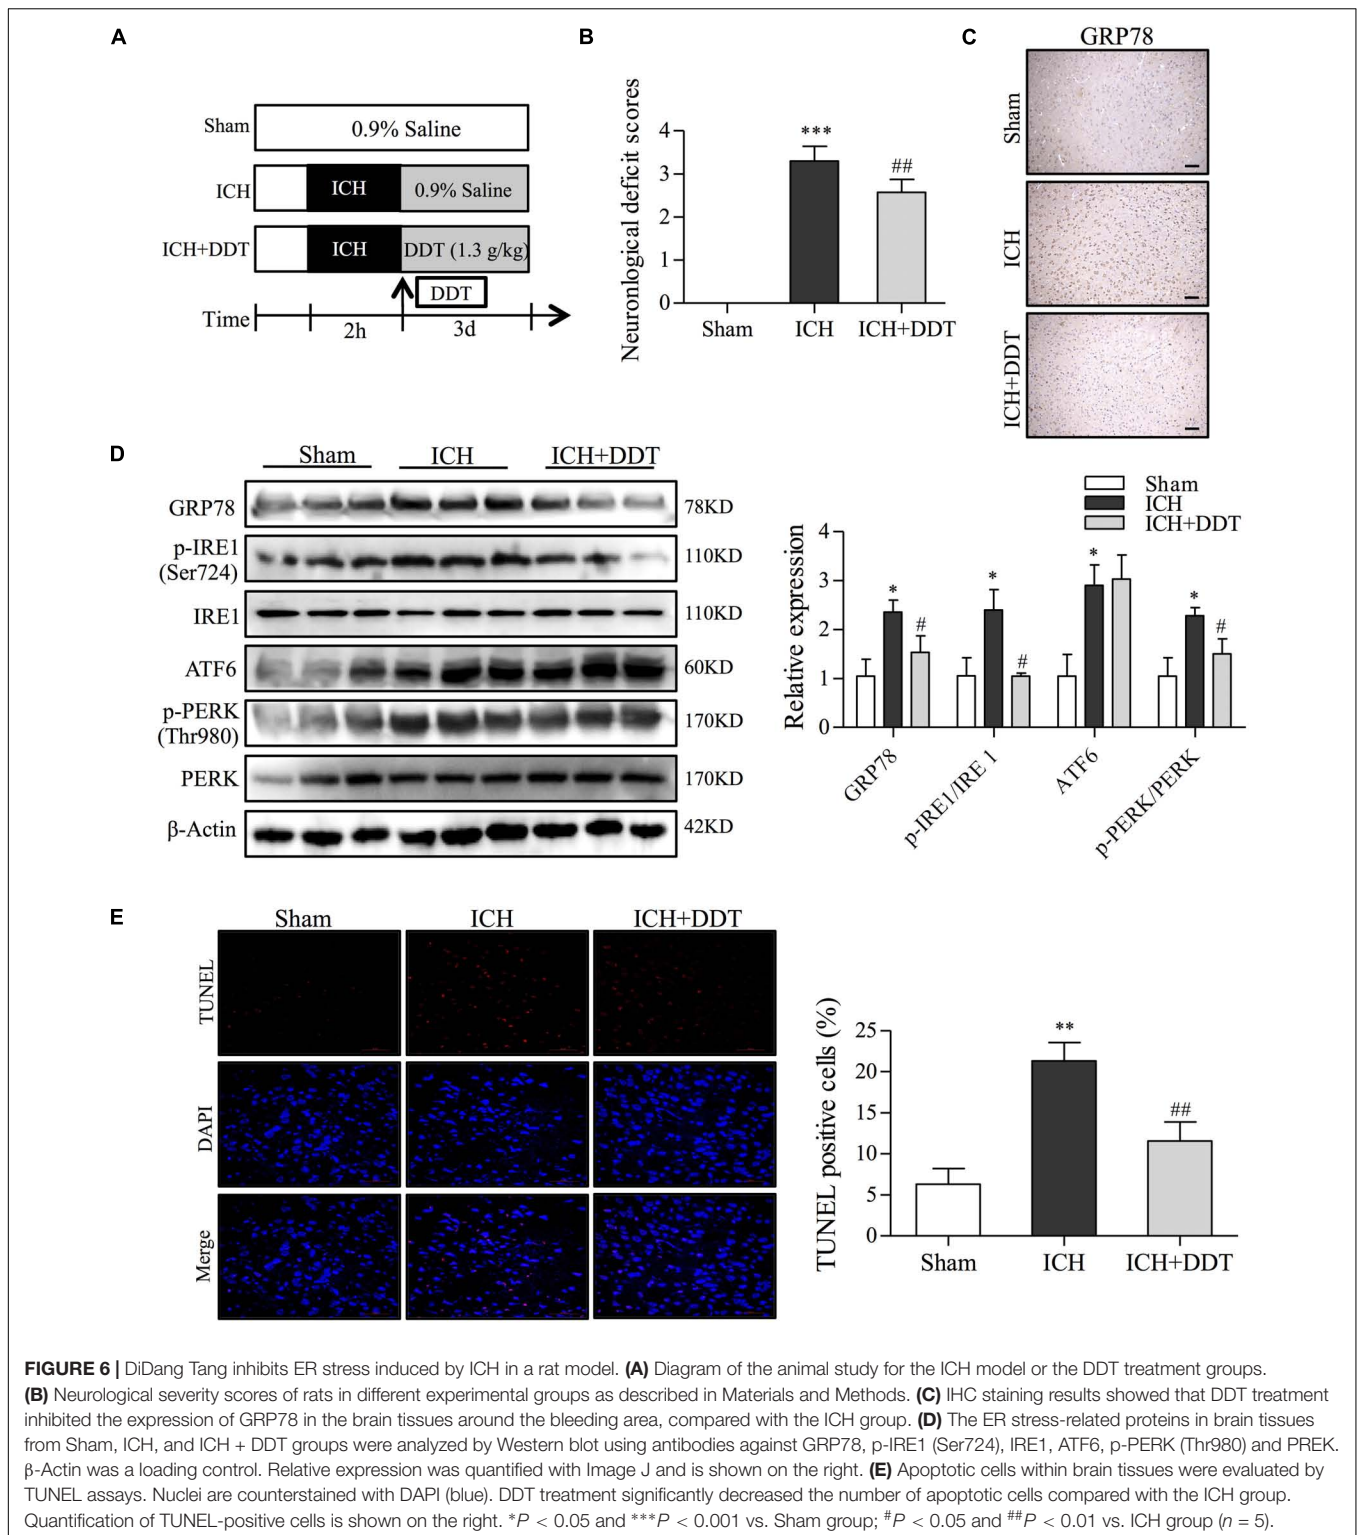 A
Sham
0.9% Saline
ICH
ICH
0.9% Saline
ICH+DDT
ICH
DDT (1.3 g/kg)
DDT
Time
2h
3d
B
Neuronlogical deficit scores
4
3
2
1
0
***
##
Sham
ICH
ICH+DDT
C
GRP78
Sham
ICH
ICH+DDT
D
Sham
ICH
ICH+DDT
GRP78
78KD
p-IRE1
(Ser724)
110KD
IRE1
110KD
ATF6
60KD
p-PERK
(Thr980)
170KD
PERK
170KD
β-Actin
42KD
Sham
ICH
ICH+DDT
Relative expression
4
3
2
1
0
*
#
*
#
*
*
#
GRP78
p-IRE1/IRE 1
ATF6
p-PERK/PERK
E
Sham
ICH
ICH+DDT
TUNEL
DAPI
Merge
TUNEL positive cells (%)
25
20
15
10
5
0
**
##
Sham
ICH
ICH+DDT
FIGURE 6 | DiDang Tang inhibits ER stress induced by ICH in a rat model. (A) Diagram of the animal study for the ICH model or the DDT treatment groups.
(B) Neurological severity scores of rats in different experimental groups as described in Materials and Methods. (C) IHC staining results showed that DDT treatment
inhibited the expression of GRP78 in the brain tissues around the bleeding area, compared with the ICH group. (D) The ER stress-related proteins in brain tissues
from Sham, ICH, and ICH + DDT groups were analyzed by Western blot using antibodies against GRP78, p-IRE1 (Ser724), IRE1, ATF6, p-PERK (Thr980) and PREK.
β-Actin was a loading control. Relative expression was quantified with Image J and is shown on the right. (E) Apoptotic cells within brain tissues were evaluated by
TUNEL assays. Nuclei are counterstained with DAPI (blue). DDT treatment significantly decreased the number of apoptotic cells compared with the ICH group.
Quantification of TUNEL-positive cells is shown on the right. *P < 0.05 and ***P < 0.001 vs. Sham group; #P < 0.05 and ##P < 0.01 vs. ICH group (n = 5).